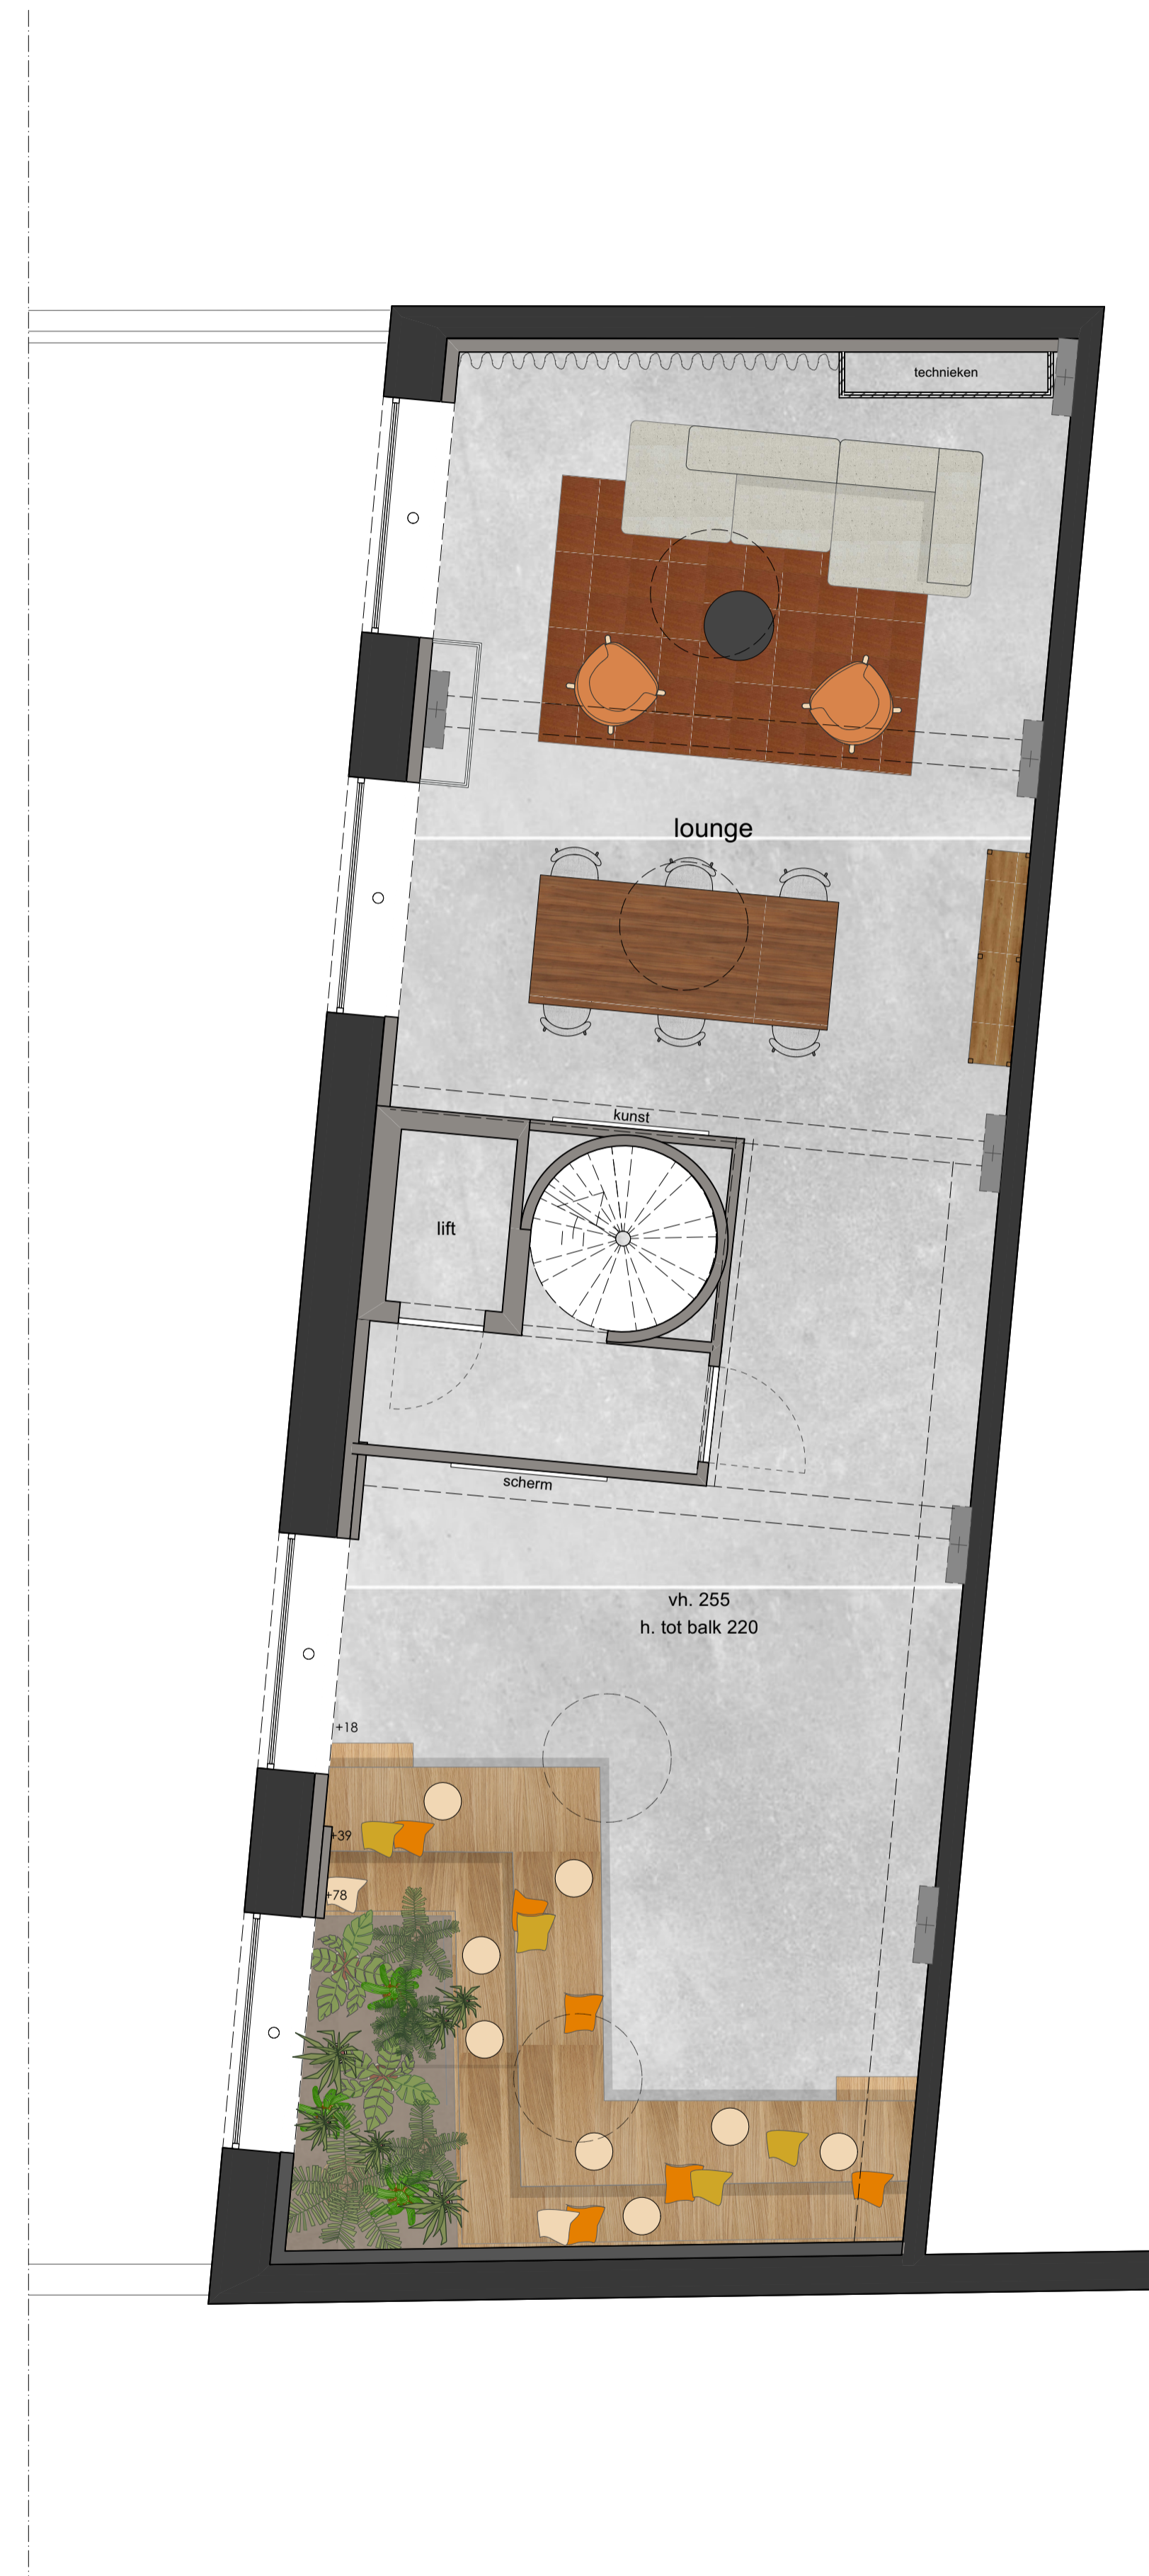 technieken
lounge
kunst
lift
scherm
vh. 255
h. tot balk 220
+18
+39
+78